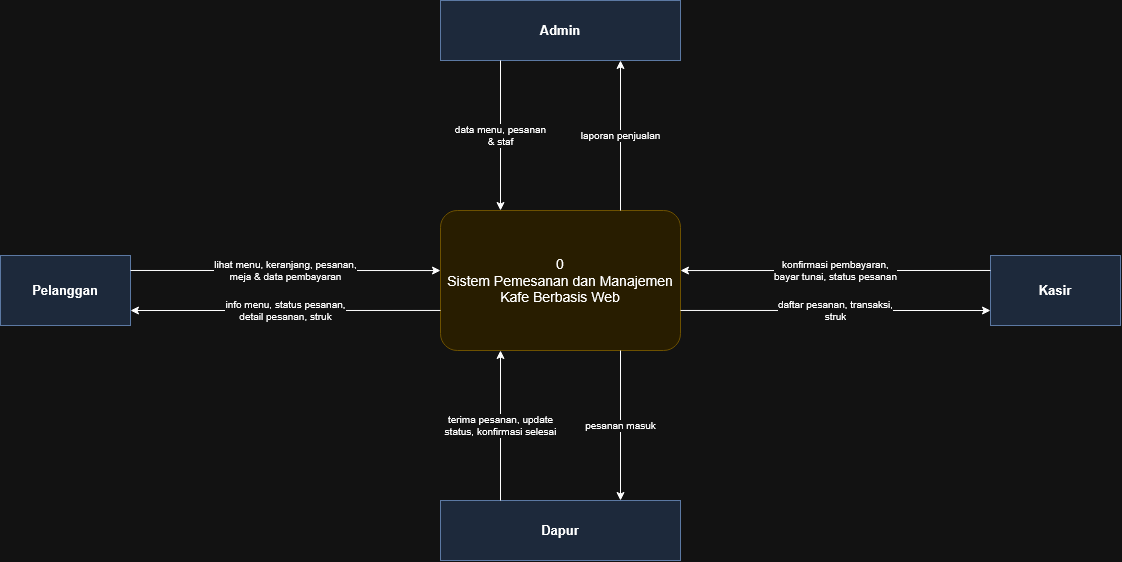 Admin
data menu, pesanan
& staf
laporan penjualan
0
Sistem Pemesanan dan Manajemen
Kafe Berbasis Web
Pelanggan
lihat menu, keranjang, pesanan,
meja & data pembayaran
info menu, status pesanan,
detail pesanan, struk
konfirmasi pembayaran,
bayar tunai, status pesanan
daftar pesanan, transaksi,
struk
Kasir
terima pesanan, update
status, konfirmasi selesai
pesanan masuk
Dapur